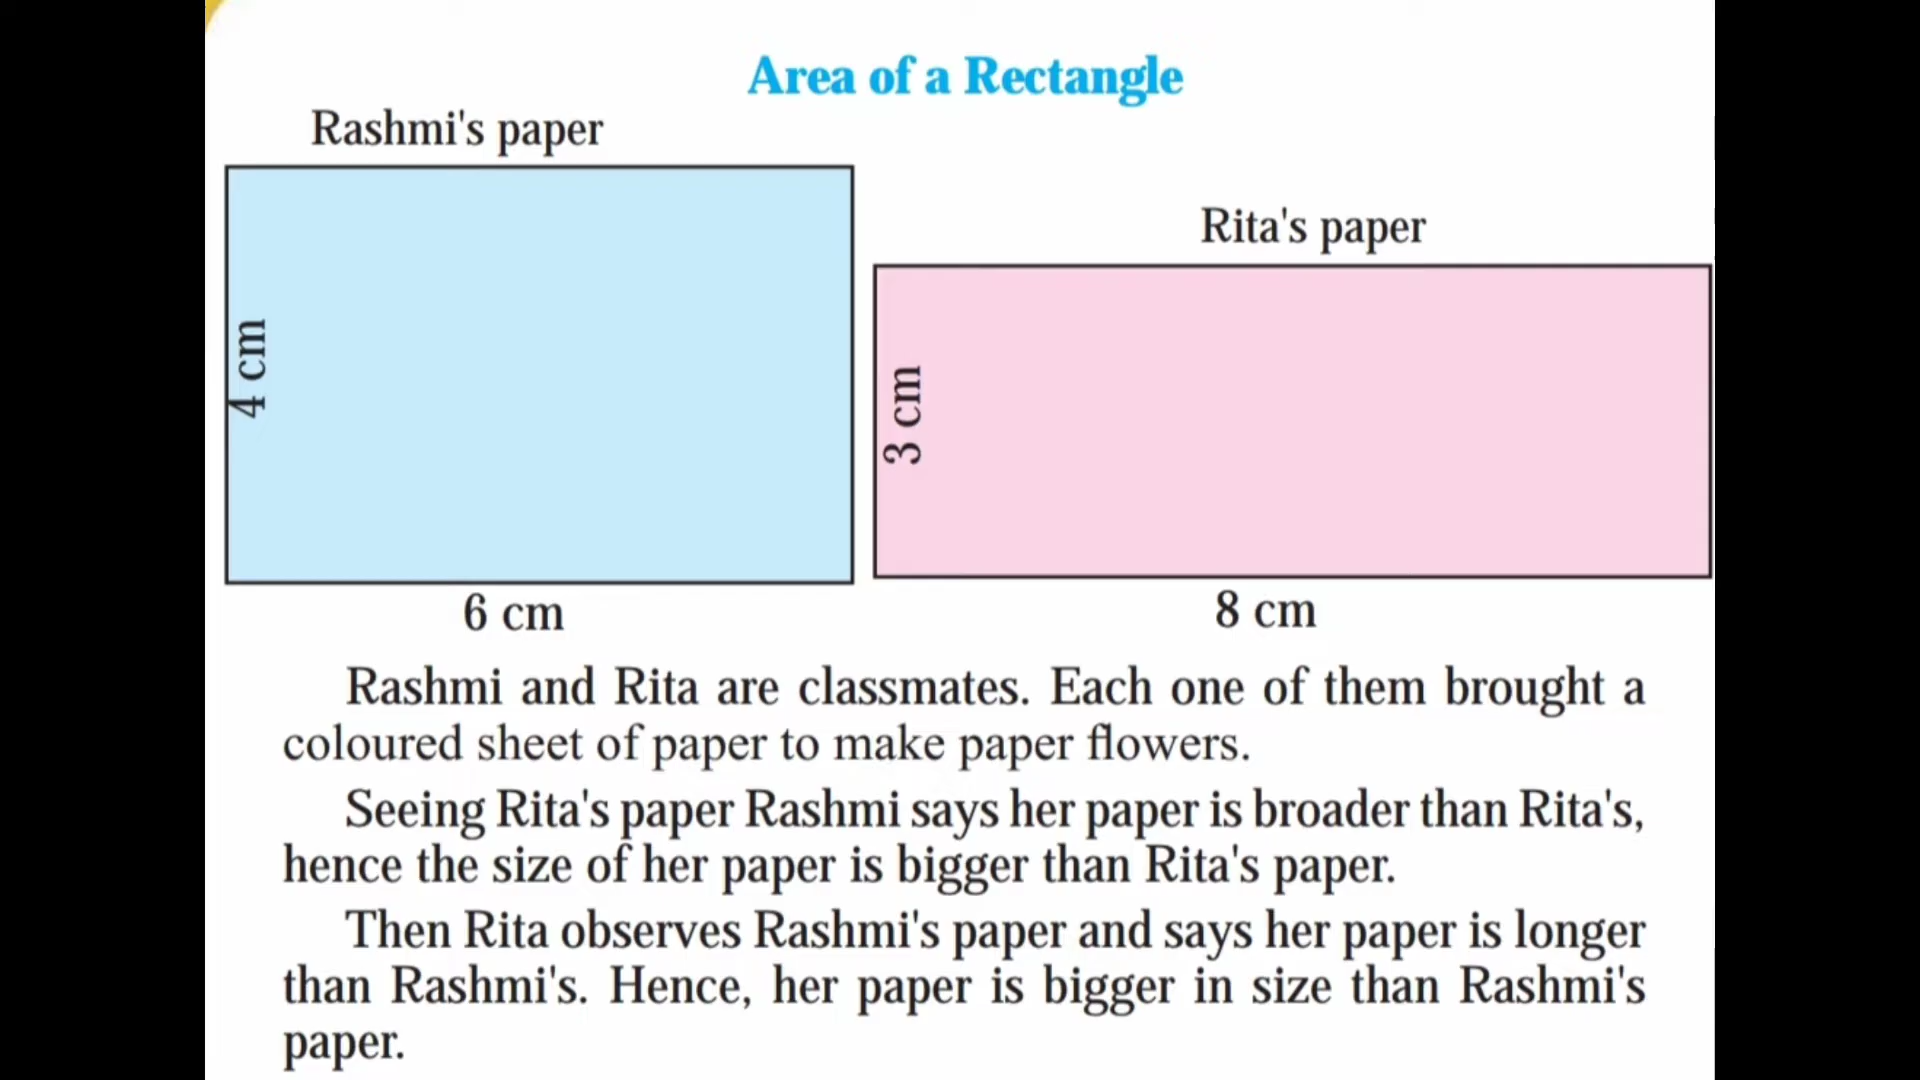 Area of a Rectangle
Rashmi's paper
Rita's paper
4 cm
3 cm
6 cm
8 cm
Rashmi and Rita are classmates. Each one of them brought a
coloured sheet of paper to make paper flowers.
Seeing Rita's paper Rashmi says her paper is broader than Rita's,
hence the size of her paper is bigger than Rita's paper.
Then Rita observes Rashmi's paper and says her paper is longer
than Rashmi's. Hence, her paper is bigger in size than Rashmi's
paper.